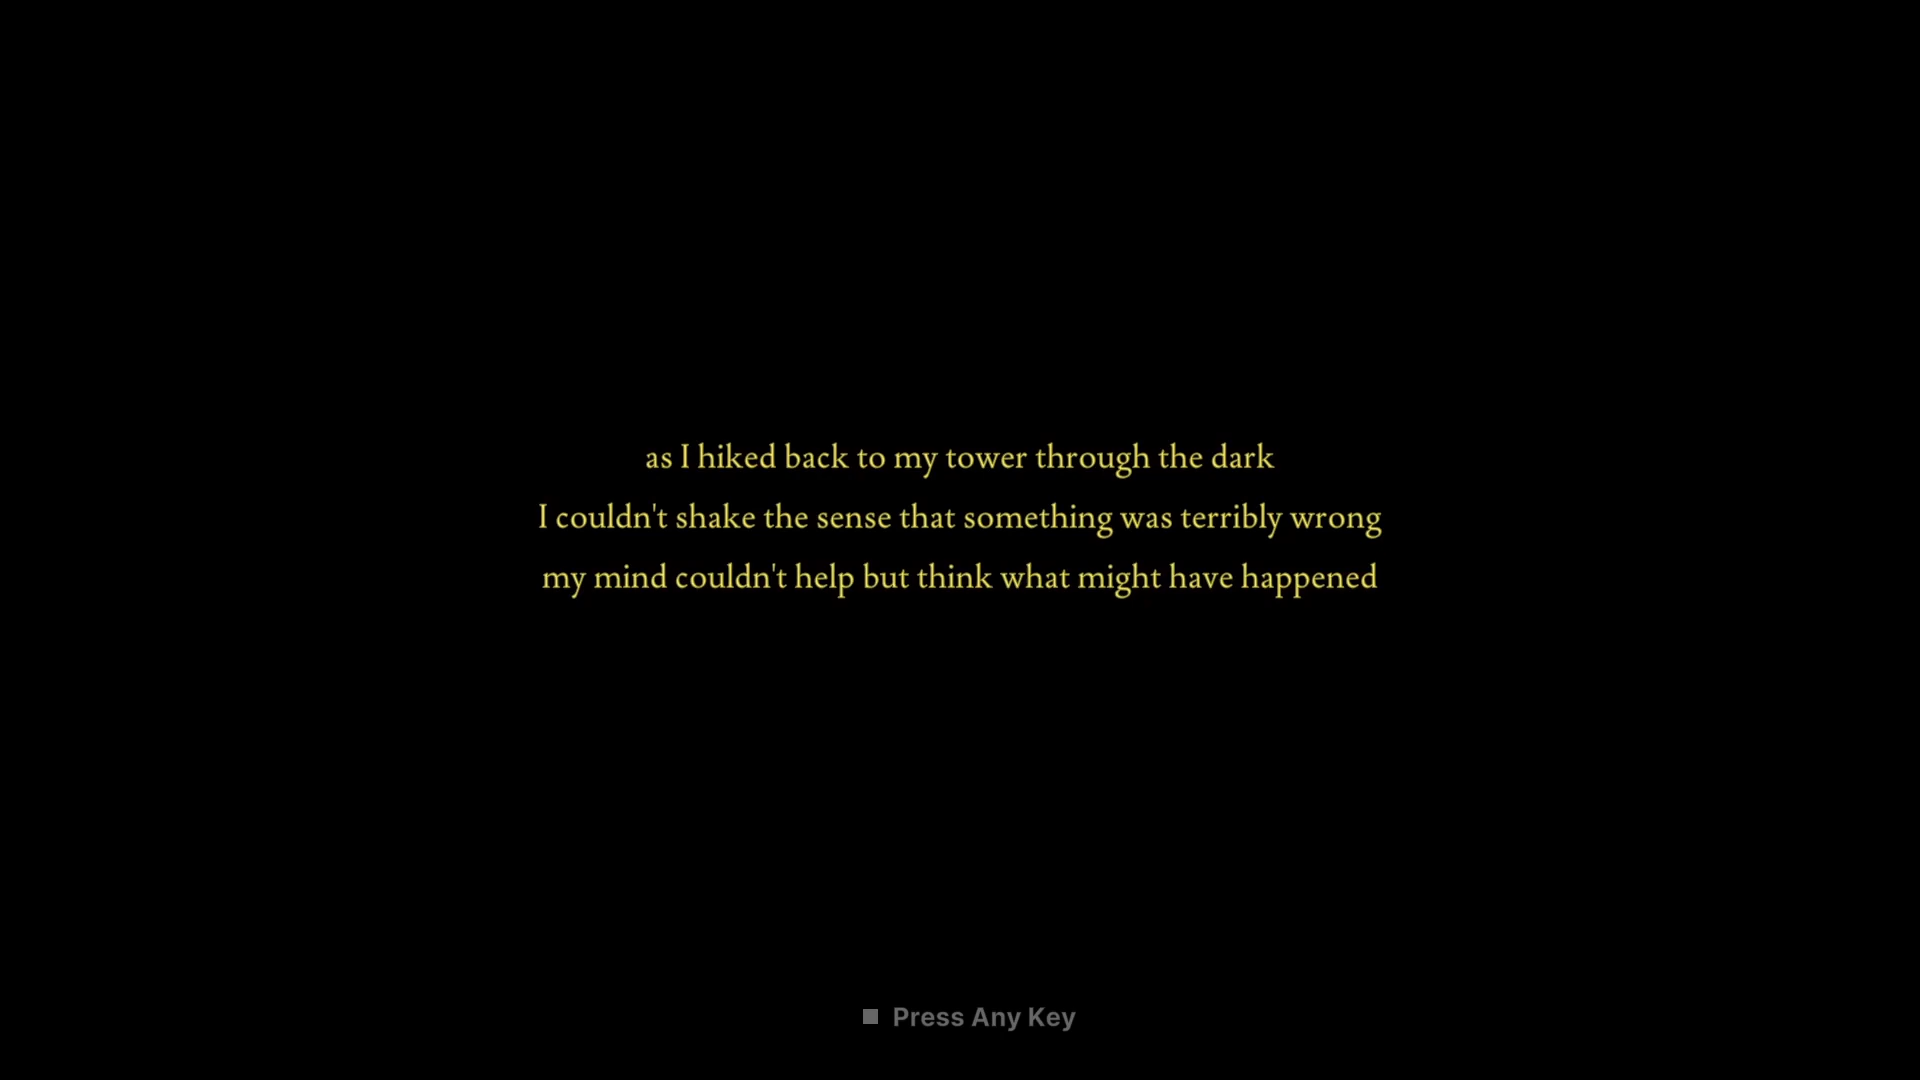 as I hiked back to my tower through the dark
I couldn't shake the sense that something was terribly wrong
my mind couldn't help but think what might have happened
Press Any Key